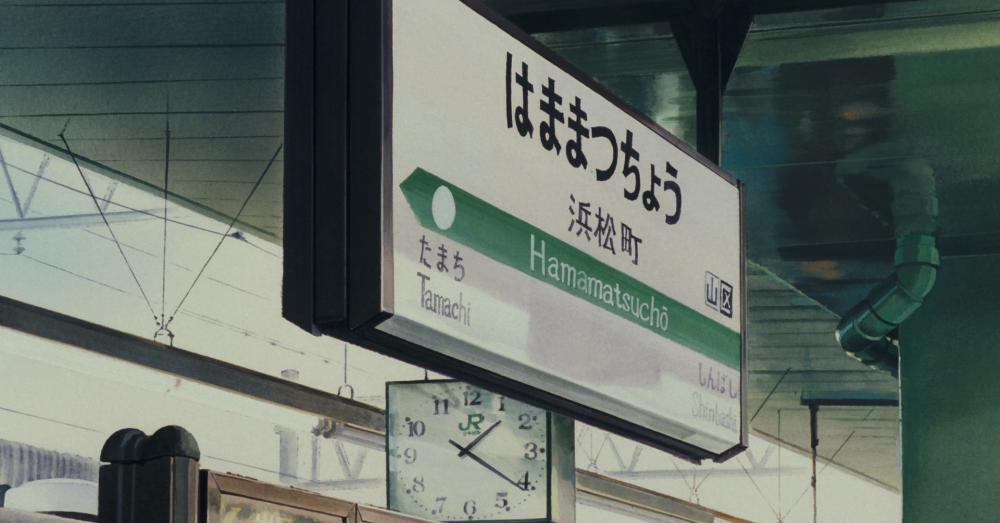 はままつちょう
浜松町
Hamamatsuchō
山 区
たまち
Tamachi
しんばし
Shinbashi
11 12 1
10 JR 2
9 3
8 4
7 6 5